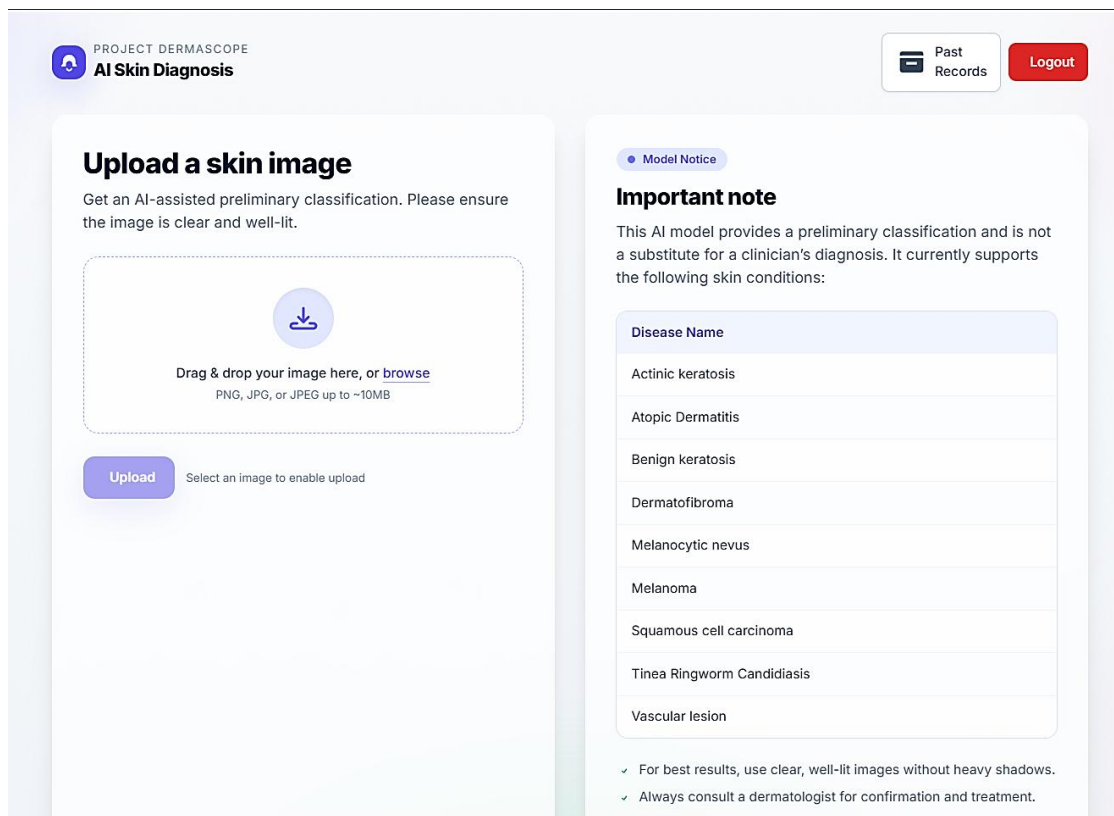 PROJECT DERMASCOPE
AI Skin Diagnosis
Past
Records
Logout
Upload a skin image
Get an AI-assisted preliminary classification. Please ensure
the image is clear and well-lit.
Drag & drop your image here, or browse
PNG, JPG, or JPEG up to ~10MB
Upload
Select an image to enable upload
Model Notice
Important note
This AI model provides a preliminary classification and is not
a substitute for a clinician’s diagnosis. It currently supports
the following skin conditions:
Disease Name
Actinic keratosis
Atopic Dermatitis
Benign keratosis
Dermatofibroma
Melanocytic nevus
Melanoma
Squamous cell carcinoma
Tinea Ringworm Candidiasis
Vascular lesion
For best results, use clear, well-lit images without heavy shadows.
Always consult a dermatologist for confirmation and treatment.